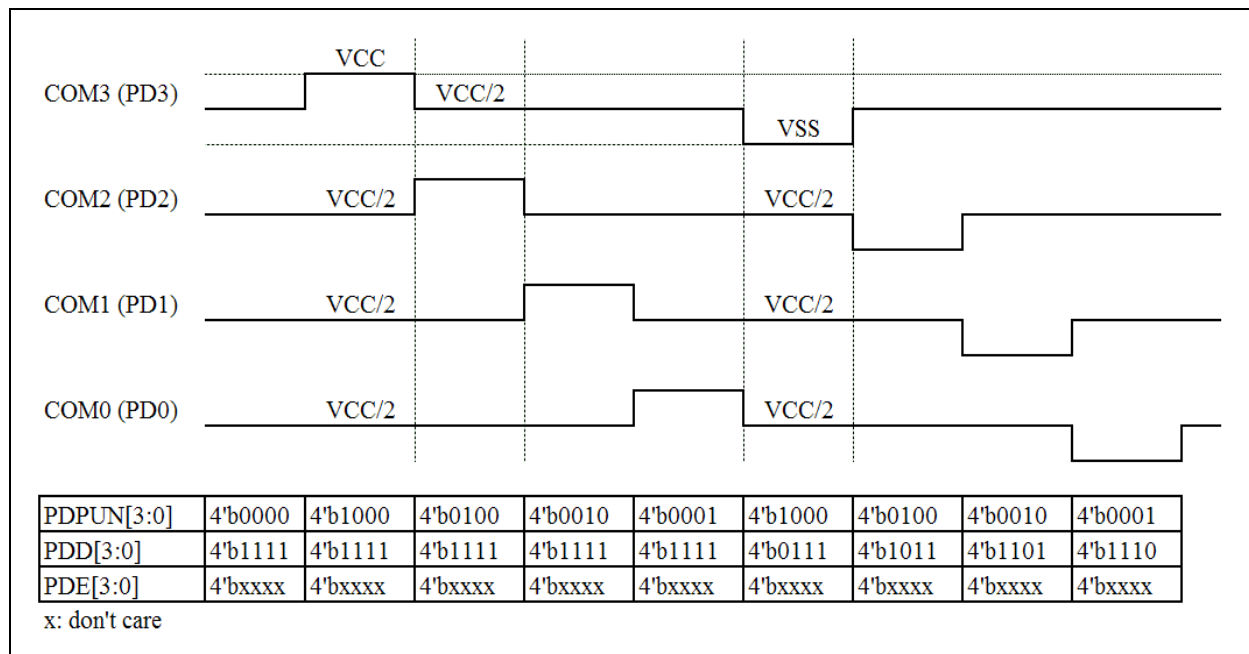 VCC
COM3 (PD3) VCC/2
VSS
COM2 (PD2) VCC/2 VCC/2
COM1 (PD1) VCC/2 VCC/2
COM0 (PD0) VCC/2 VCC/2
PDPUN[3:0] 4'b0000 4'b1000 4'b0100 4'b0010 4'b0001 4'b1000 4'b0100 4'b0010 4'b0001
PDD[3:0] 4'b1111 4'b1111 4'b1111 4'b1111 4'b1111 4'b0111 4'b1011 4'b1101 4'b1110
PDE[3:0] 4'bxxxx 4'bxxxx 4'bxxxx 4'bxxxx 4'bxxxx 4'bxxxx 4'bxxxx 4'bxxxx 4'bxxxx
x: don't care